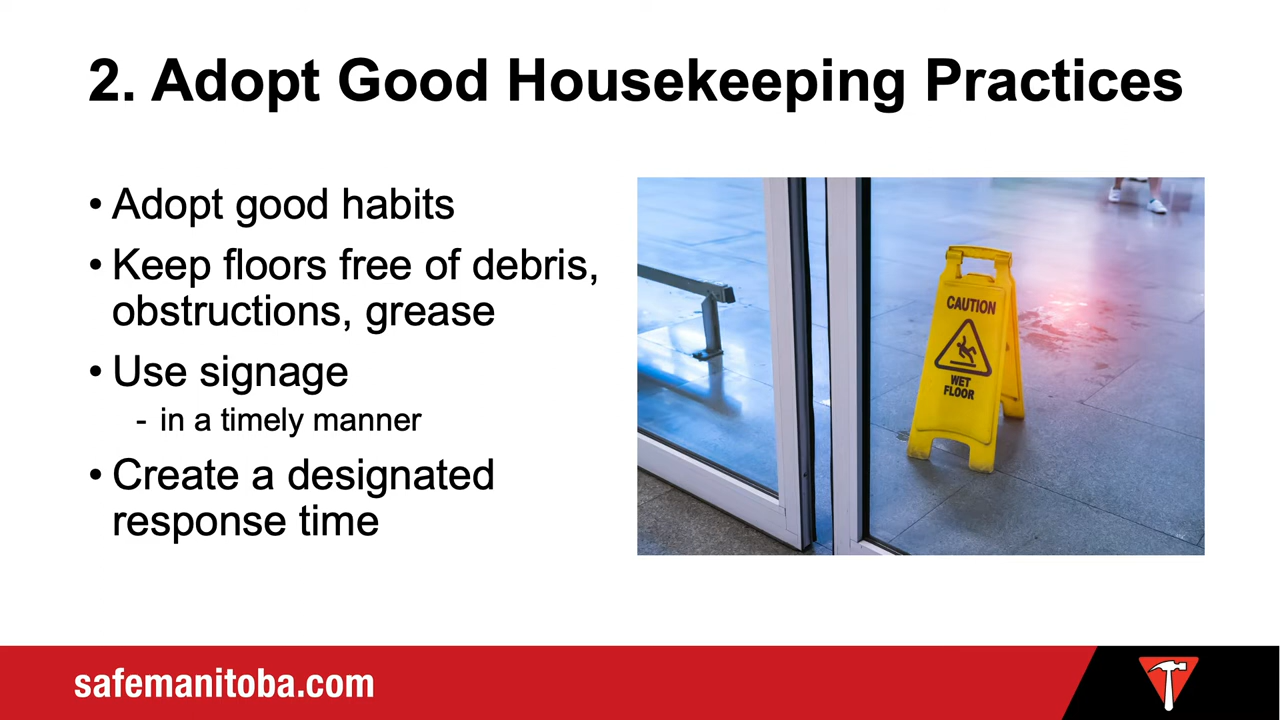 2. Adopt Good Housekeeping Practices
• Adopt good habits
• Keep floors free of debris,
obstructions, grease
• Use signage
- in a timely manner
• Create a designated
response time
CAUTION
WET
FLOOR
safemanitoba.com